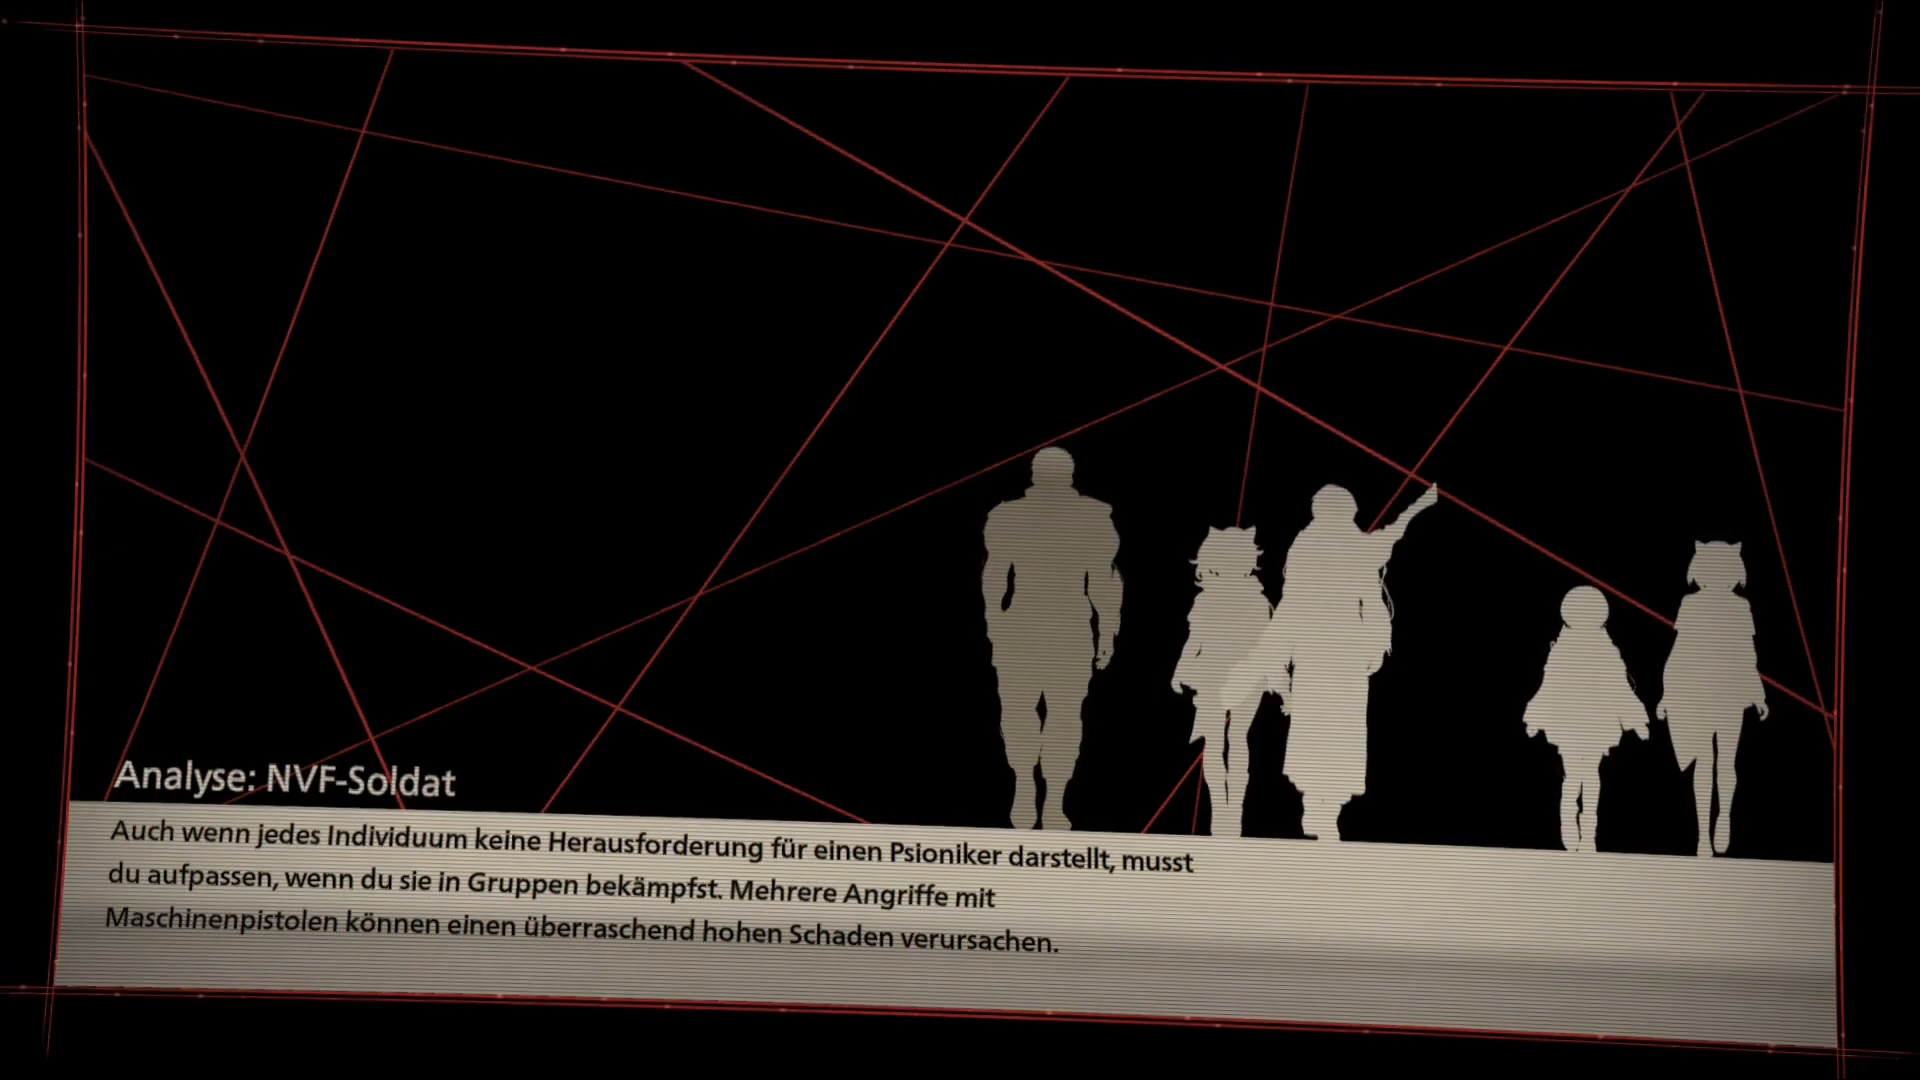 Analyse: NVF-Soldat
Auch wenn jedes Individuum keine Herausforderung für einen Psioniker darstellt, musst
du aufpassen, wenn du sie in Gruppen bekämpfst. Mehrere Angriffe mit
Maschinenpistolen können einen überraschend hohen Schaden verursachen.